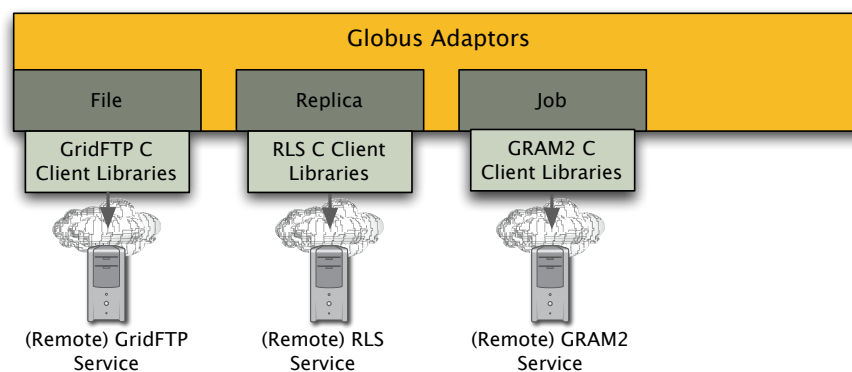 Globus Adaptors
File
Replica
Job
GridFTP C
Client Libraries
RLS C Client
Libraries
GRAM2 C
Client Libraries
(Remote) GridFTP
Service
(Remote) RLS
Service
(Remote) GRAM2
Service